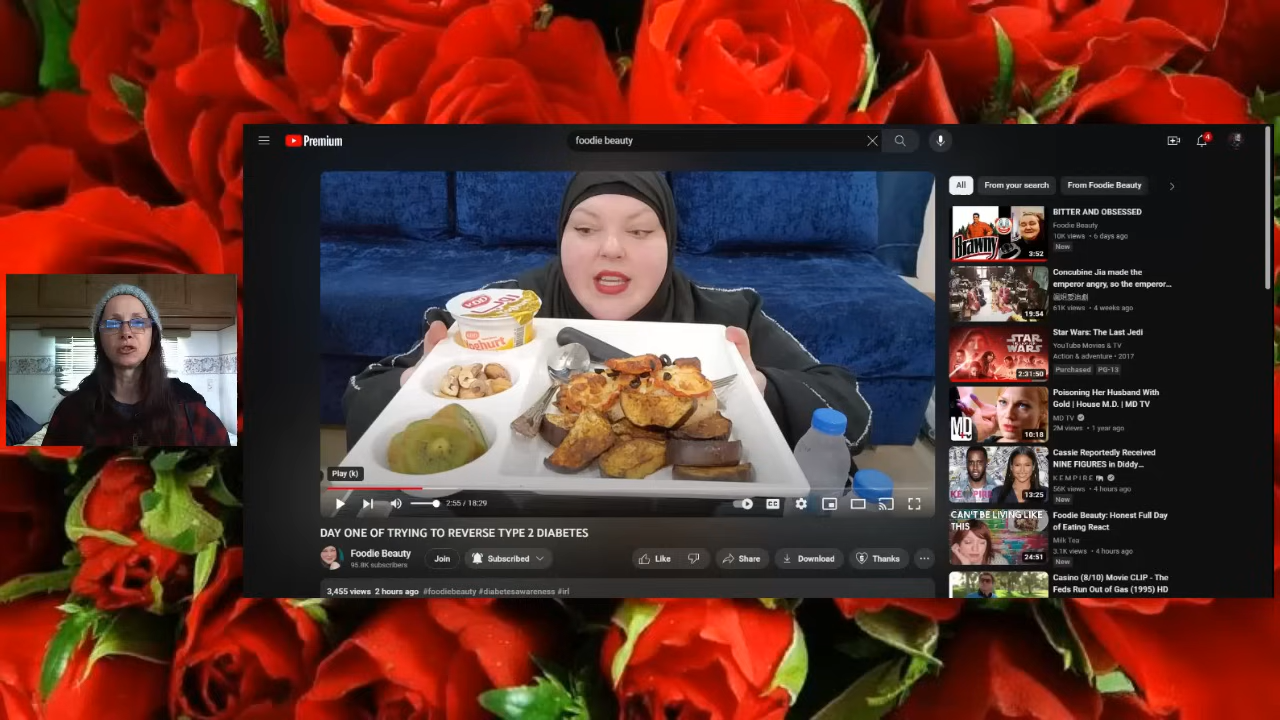 Premium
foodie beauty
4
All
From your search
From Foodie Beauty
BITTER AND OBSESSED
Foodie Beauty
10K views • 6 days ago
New
Brawny
3:52
Concubine Jia made the
emperor angry, so the emperor...
61K views • 4 weeks ago
19:54
Star Wars: The Last Jedi
YouTube Movies & TV
Action & adventure • 2017
Purchased PG-13
STAR
WARS
2:31:50
Poisoning Her Husband With
Gold | House M.D. | MD TV
MD TV
2M views • 1 year ago
MD
10:18
Cassie Reportedly Received
NINE FIGURES in Diddy...
KEMPIRE
56K views • 4 hours ago
New
13:25
Foodie Beauty: Honest Full Day
of Eating React
Milk Tea
3.1K views • 4 hours ago
New
CAN'T BE LIVING LIKE
THIS
24:51
Casino (8/10) Movie CLIP - The
Feds Run Out of Gas (1995) HD
KDD
Yoghurt
Play (k)
2:55 / 18:29
CC
DAY ONE OF TRYING TO REVERSE TYPE 2 DIABETES
Foodie Beauty
95.8K subscribers
Join
Subscribed
Like
Share
Download
Thanks
3,455 views 2 hours ago #foodiebeauty #diabetesawareness #irl